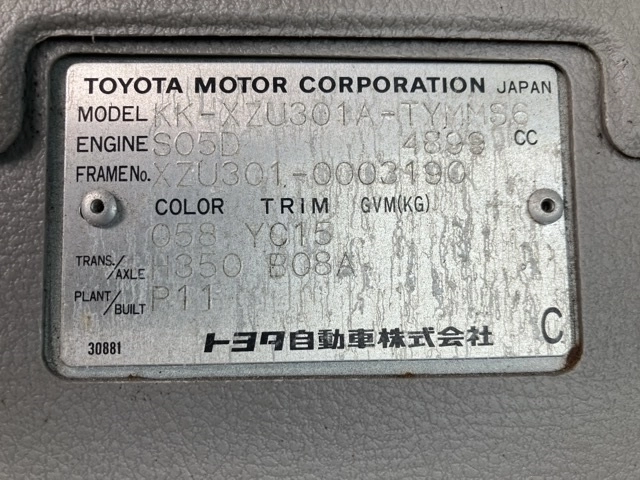 TOYOTA MOTOR CORPORATION JAPAN
MODEL KK-XZU301A-TYMMS6
ENGINE S05D 4899 CC
FRAME No. XZU301-0003190
COLOR TRIM GVM(KG)
058 YC15
TRANS./AXLE H350 B08A
PLANT/BUILT P11
30881 トヨタ自動車株式会社 C